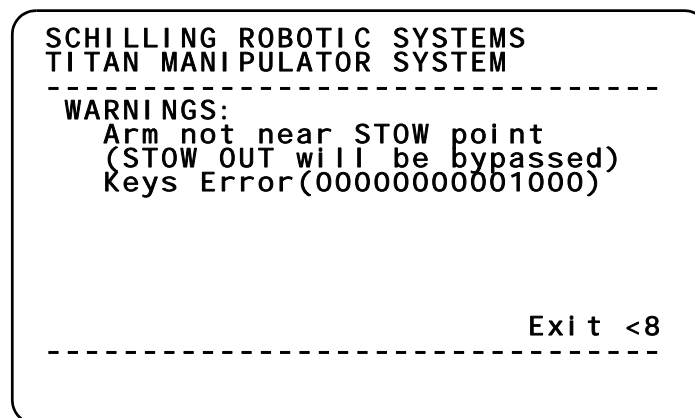 SCHILLING ROBOTIC SYSTEMS
TITAN MANIPULATOR SYSTEM
--------------------------------
WARNINGS:
Arm not near STOW point
(STOW OUT will be bypassed)
Keys Error(00000000001000)
Exit <8
--------------------------------